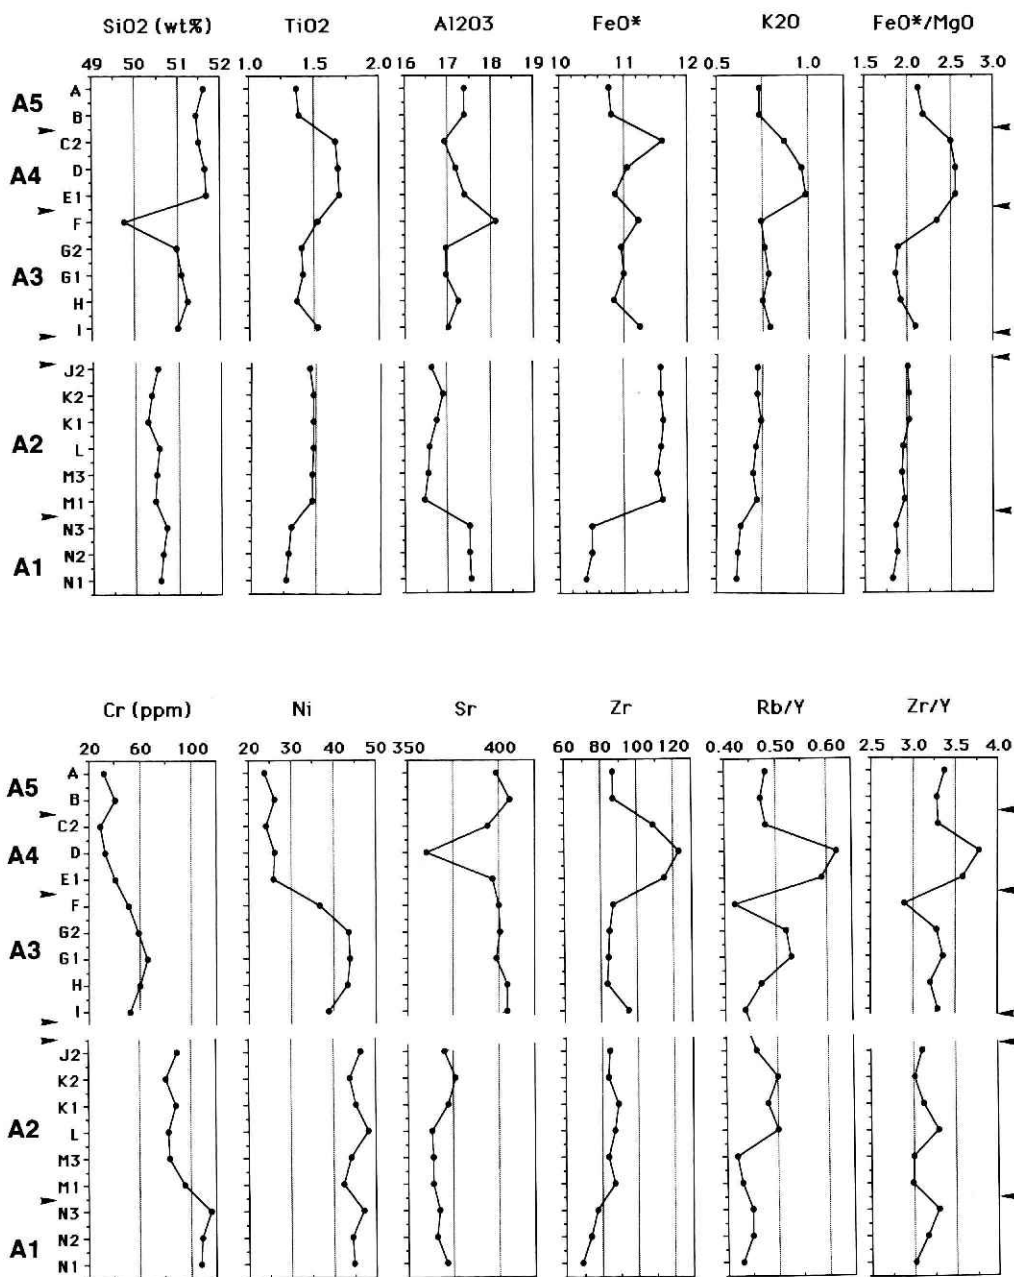 SiO2 (wt%) TiO2 Al2O3 FeO* K2O FeO*/MgO
49 50 51 52 1.0 1.5 2.0 16 17 18 19 10 11 12 0.5 1.0 1.5 2.0 2.5 3.0
A5
A
B
A4
C2
D
E1
A3
F
G2
G1
H
I
A2
J2
K2
K1
L
M3
M1
A1
N3
N2
N1
Cr (ppm) Ni Sr Zr Rb/Y Zr/Y
20 60 100 20 30 40 50 350 400 60 80 100 120 0.40 0.50 0.60 2.5 3.0 3.5 4.0
A5
A
B
A4
C2
D
E1
A3
F
G2
G1
H
I
A2
J2
K2
K1
L
M3
M1
A1
N3
N2
N1